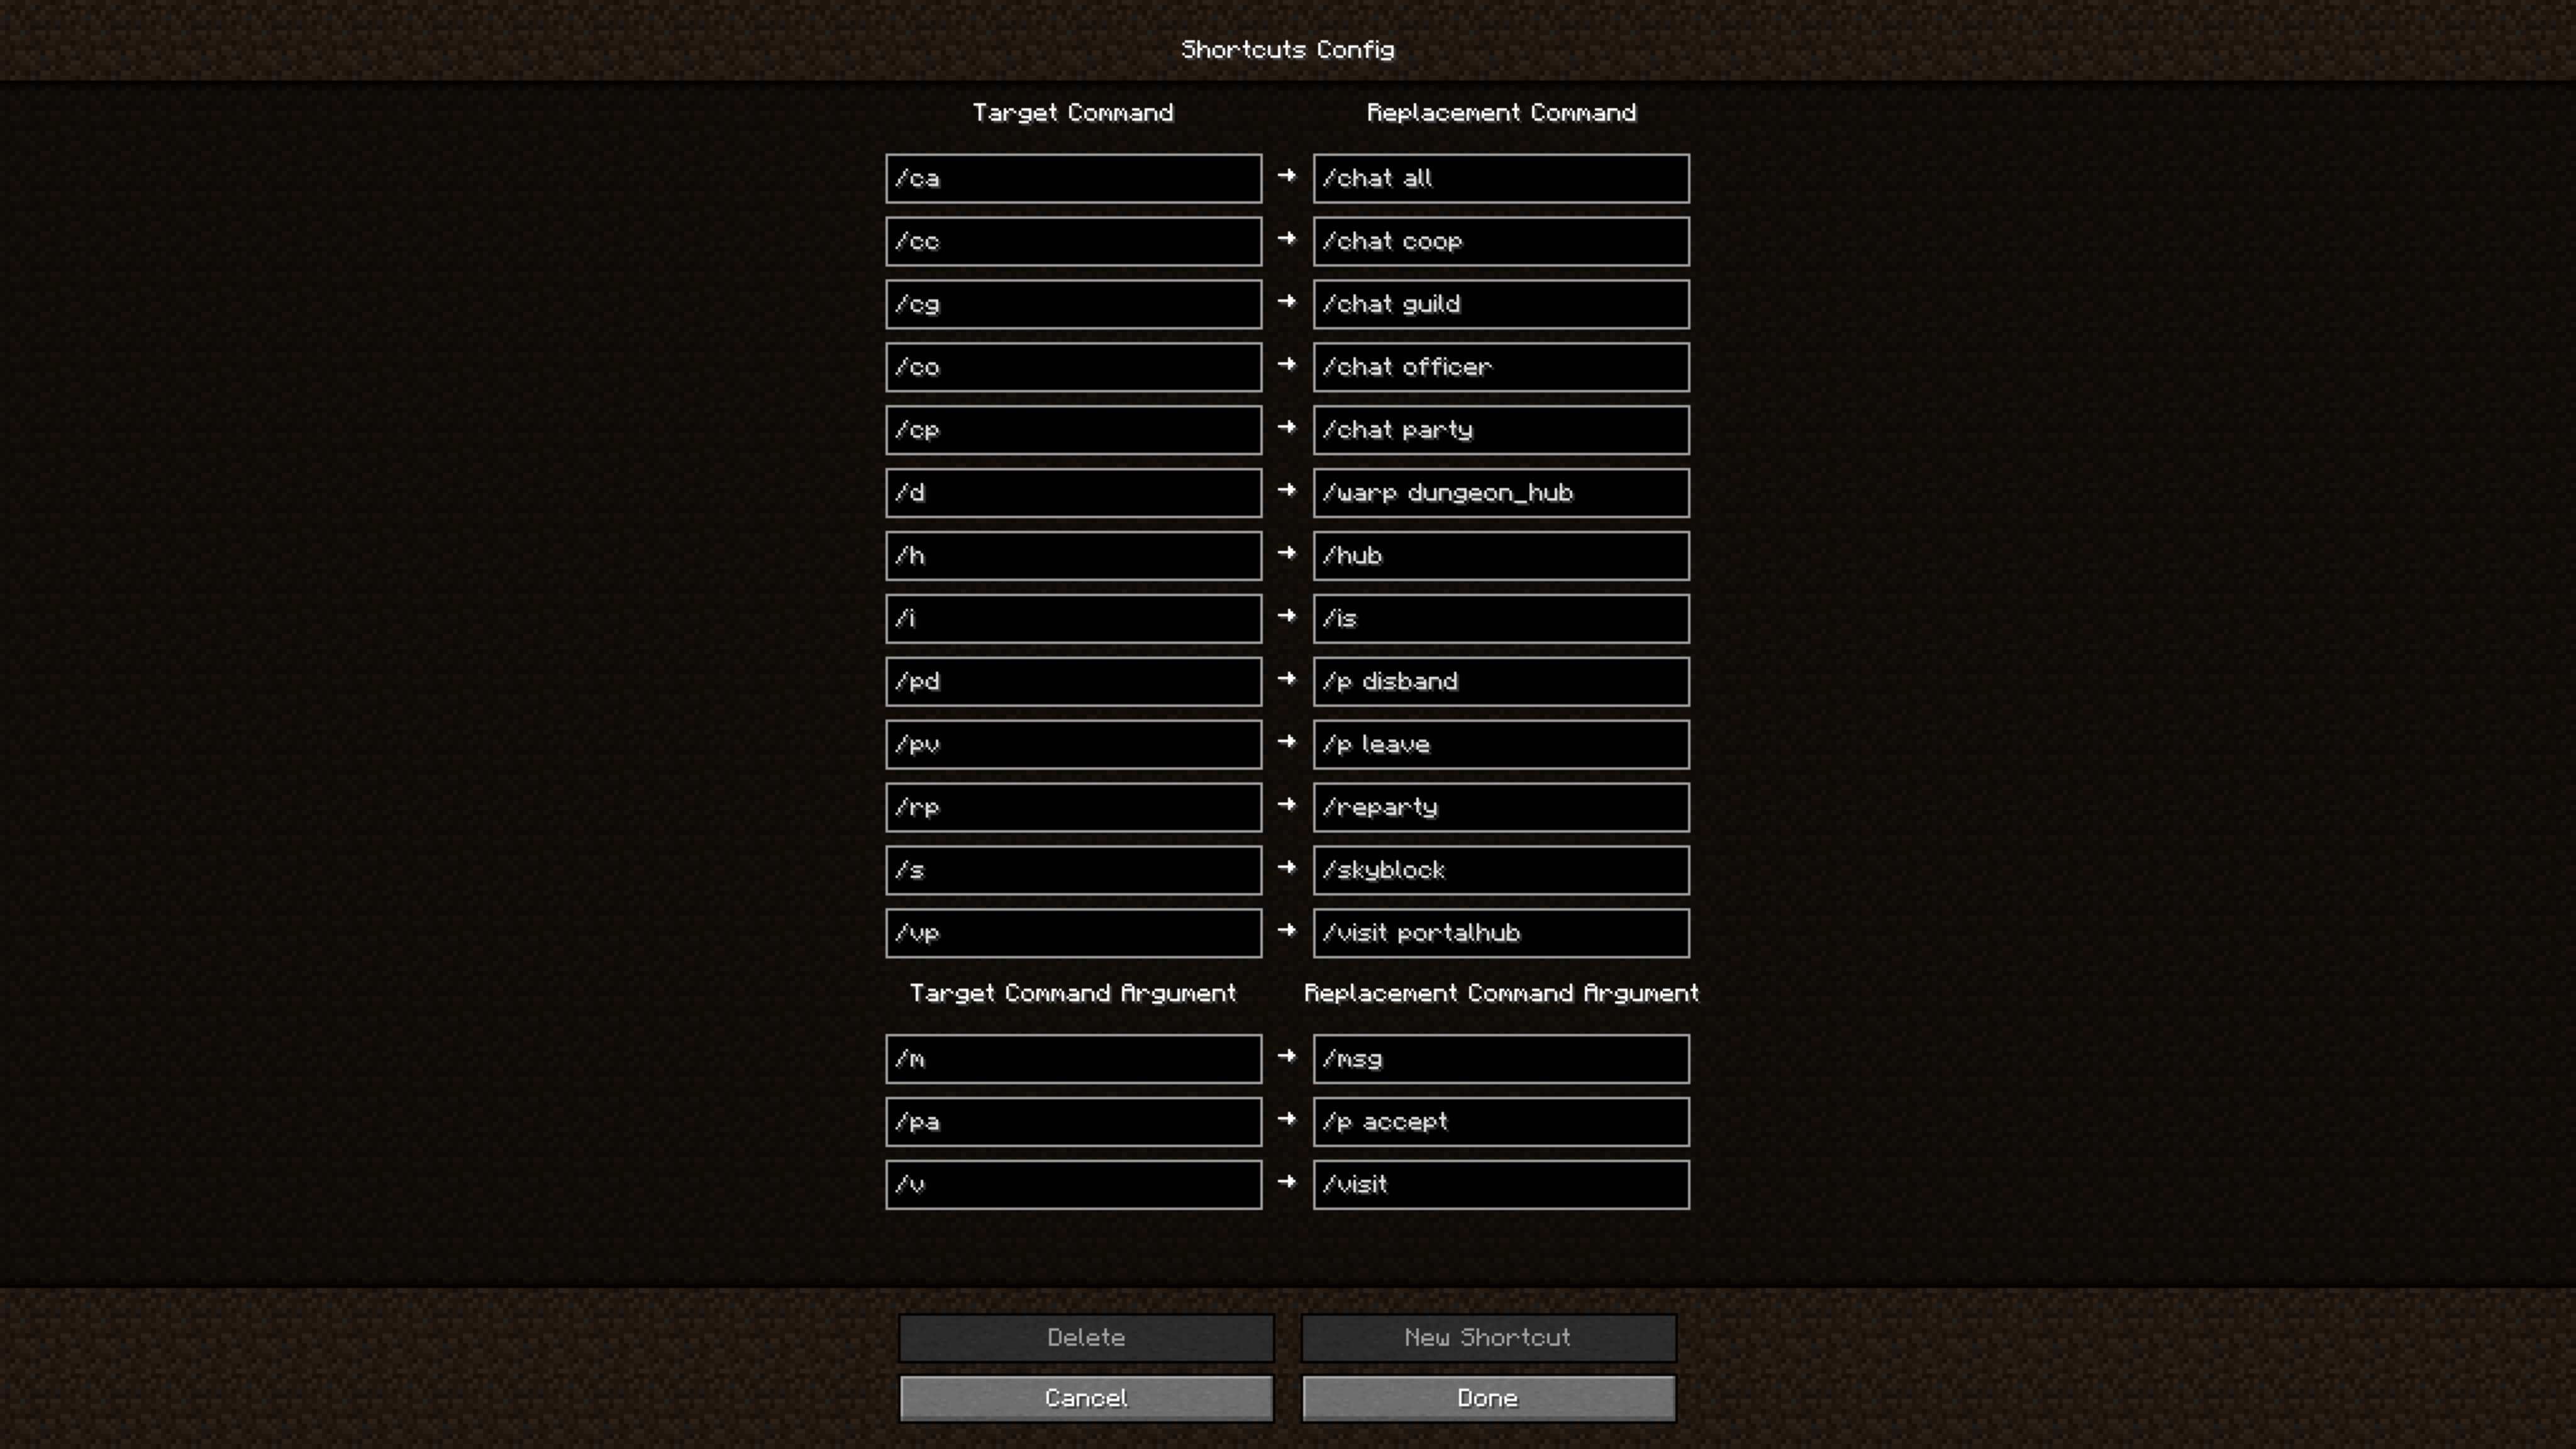 Shortcuts Config
Target Command Replacement Command
/ca → /chat all
/cc → /chat coop
/cg → /chat guild
/co → /chat officer
/cp → /chat party
/d → /warp dungeon_hub
/h → /hub
/i → /is
/pd → /p disband
/pv → /p leave
/rp → /reparty
/s → /skyblock
/vp → /visit portalhub
Target Command Argument Replacement Command Argument
/m → /msg
/pa → /p accept
/v → /visit
Delete New Shortcut
Cancel Done